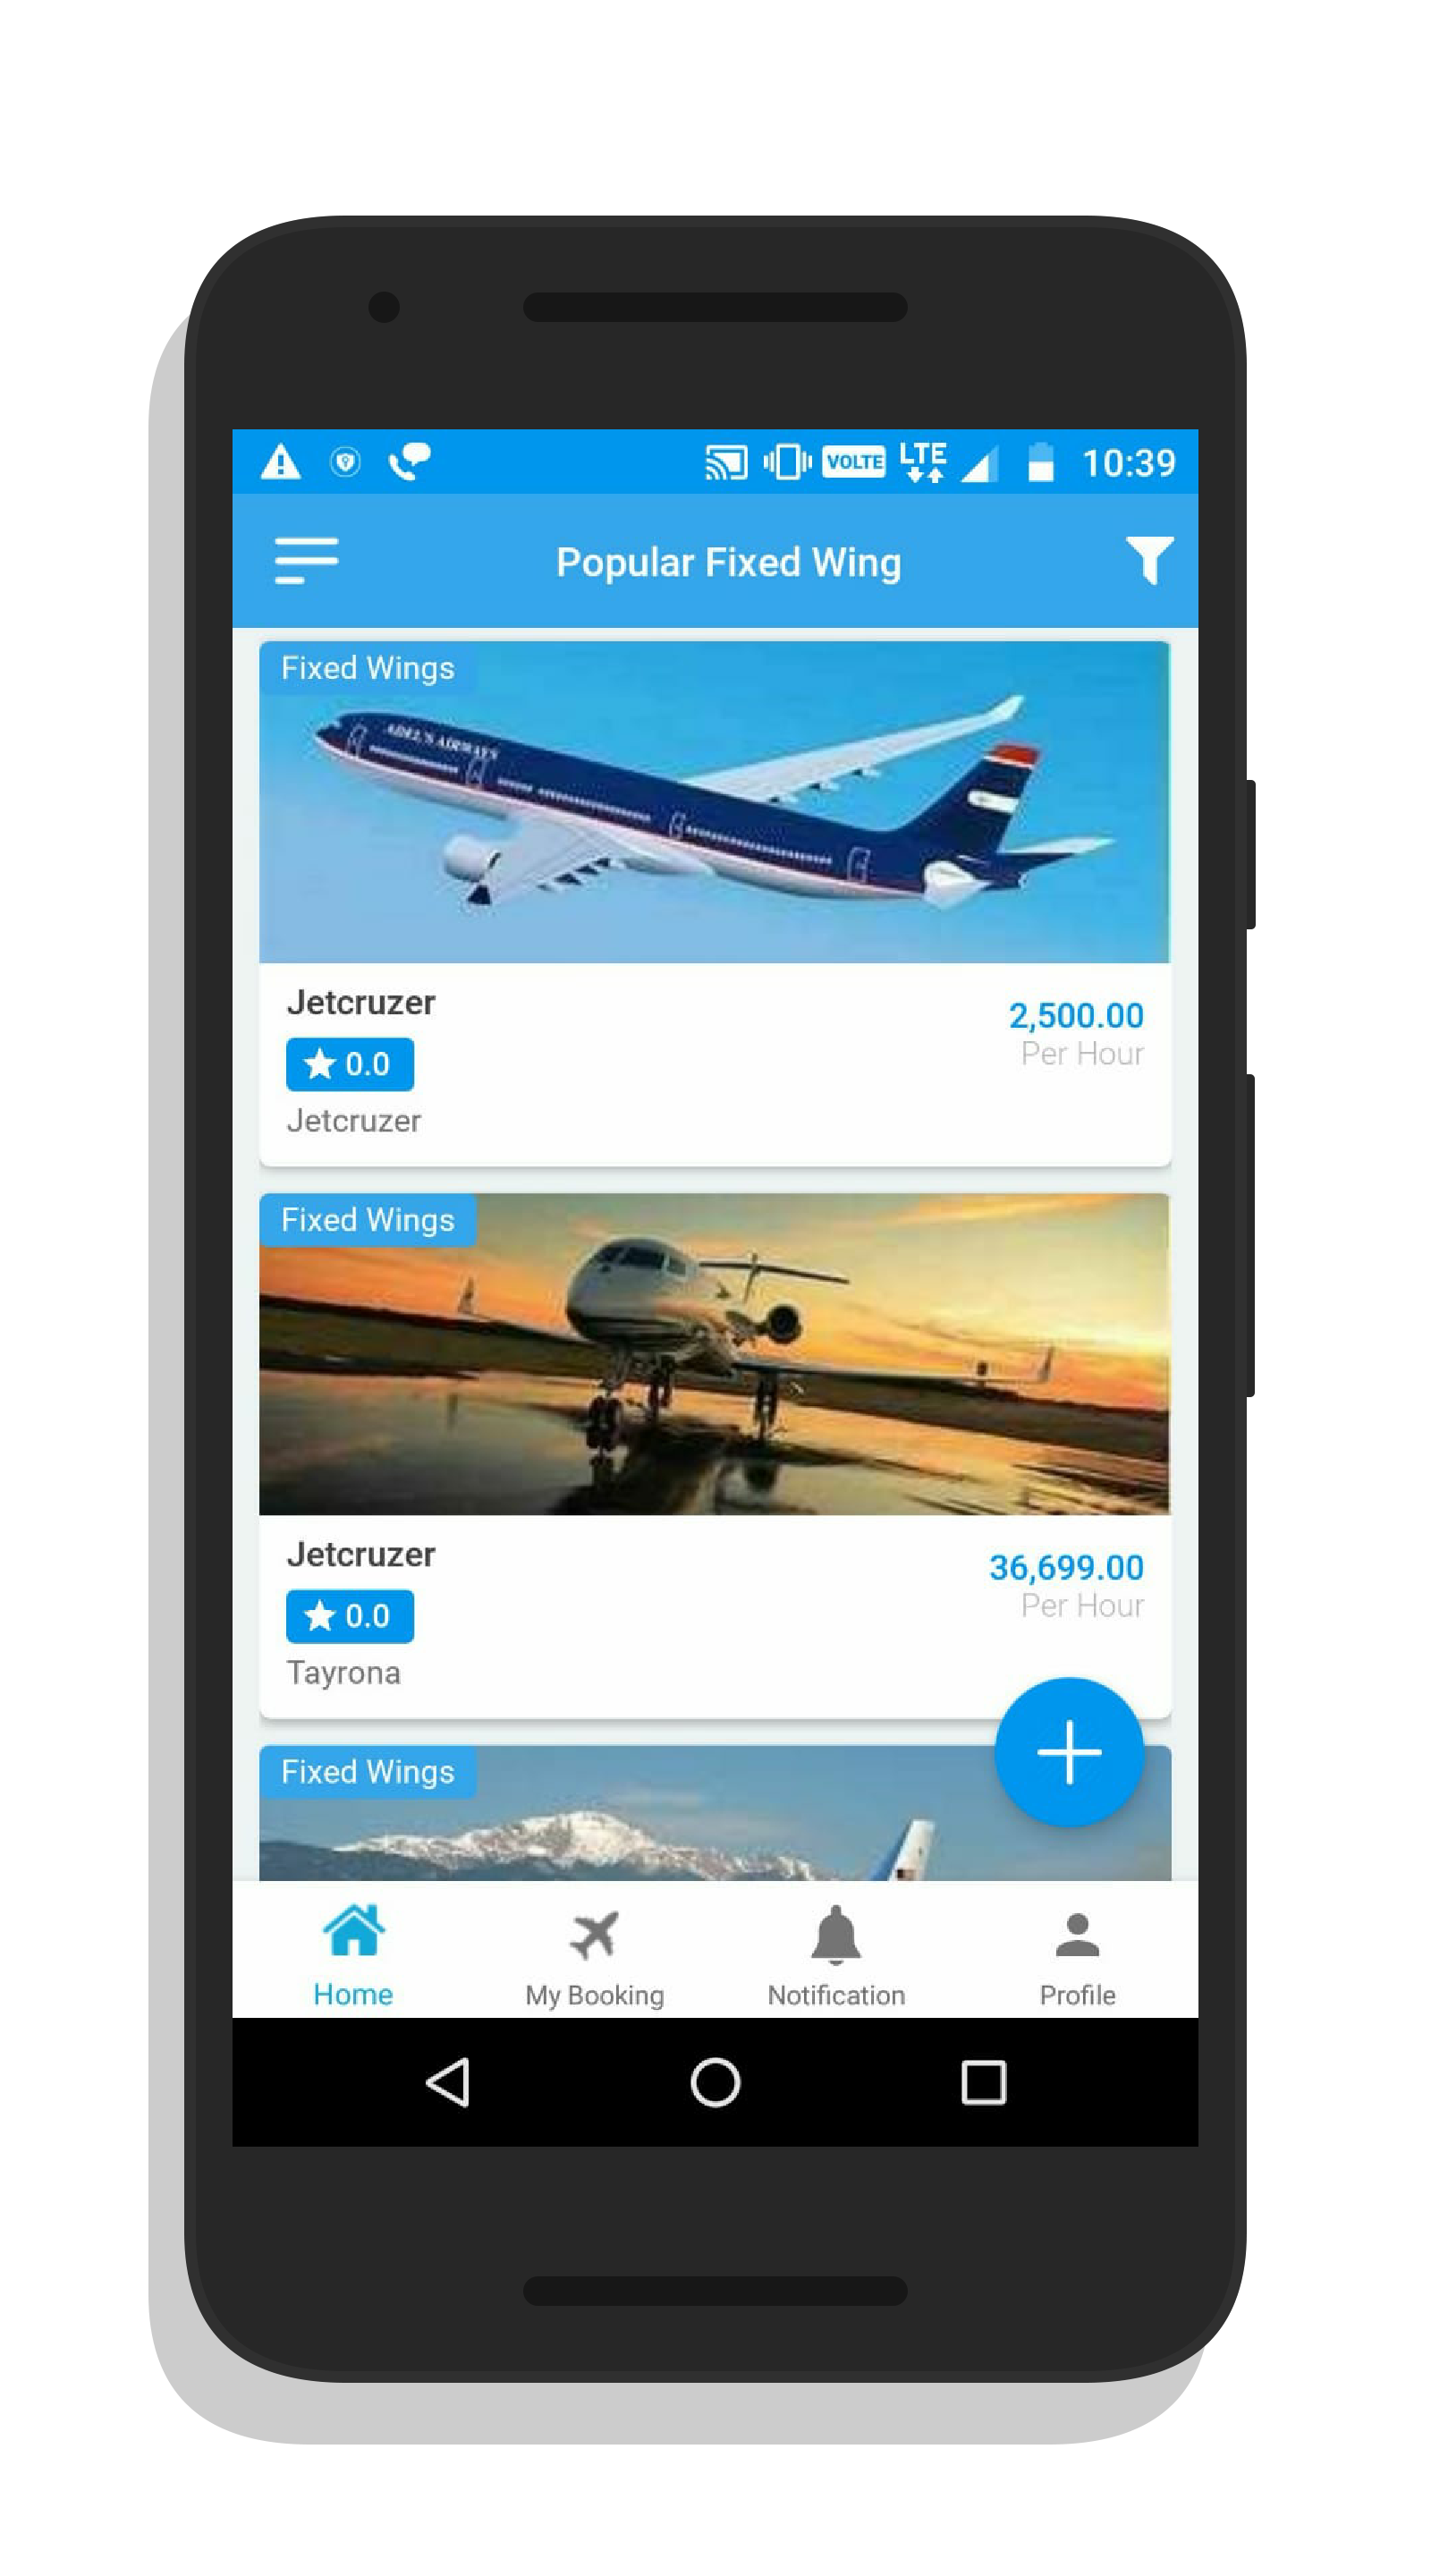 VOLTE LTE 10:39
Popular Fixed Wing
Fixed Wings
ADEL'S AIRWAYS
Jetcruzer
2,500.00
0.0
Per Hour
Jetcruzer
Fixed Wings
Jetcruzer
36,699.00
0.0
Per Hour
Tayrona
Fixed Wings
Home My Booking Notification Profile